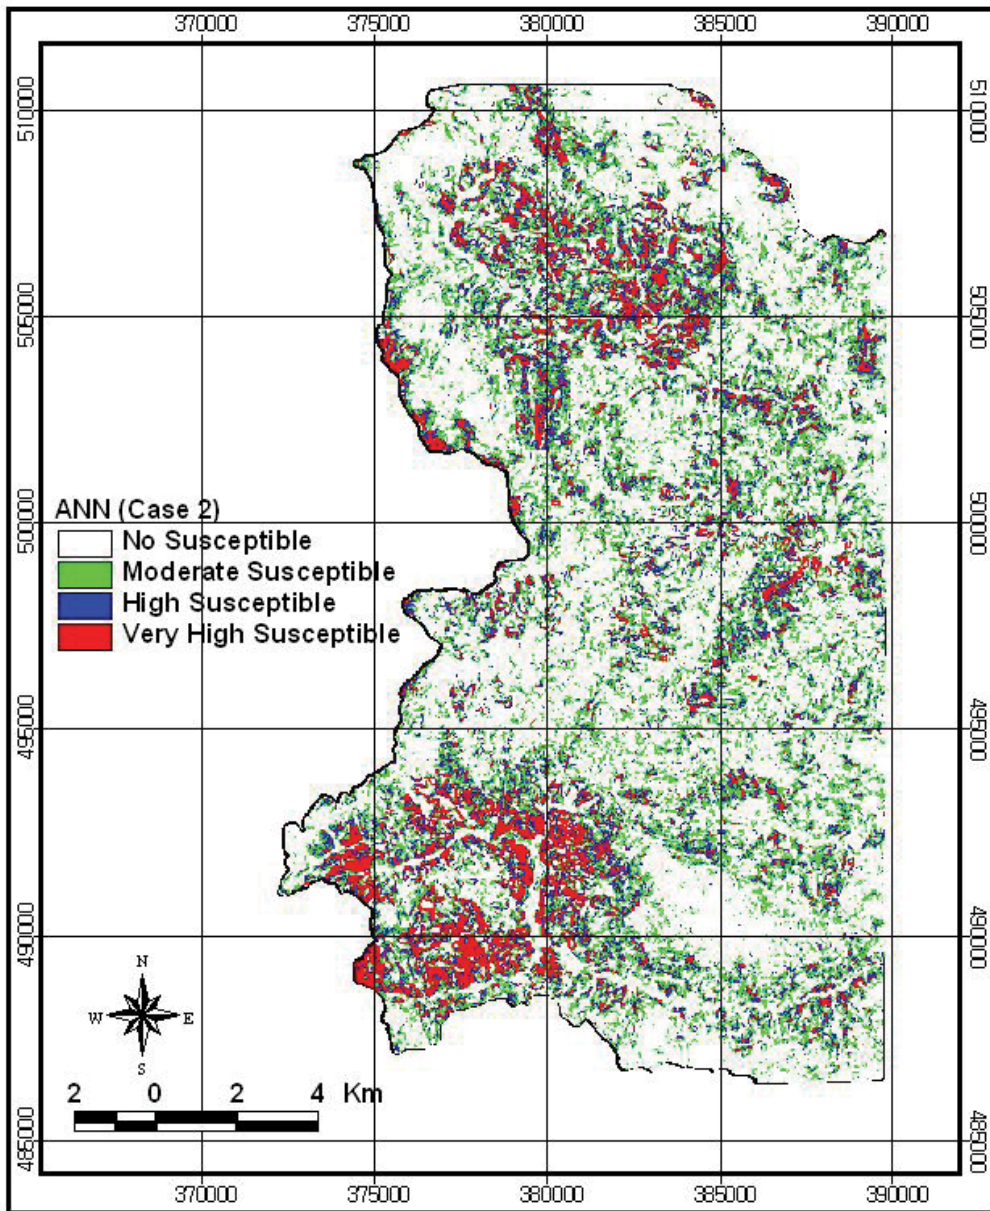 370000 375000 380000 385000 390000
510000 510000
505000 505000
ANN (Case 2)
500000 500000
No Susceptible
Moderate Susceptible
High Susceptible
Very High Susceptible
495000 495000
490000 490000
N
W E
S
2 0 2 4 Km
485000 485000
370000 375000 380000 385000 390000